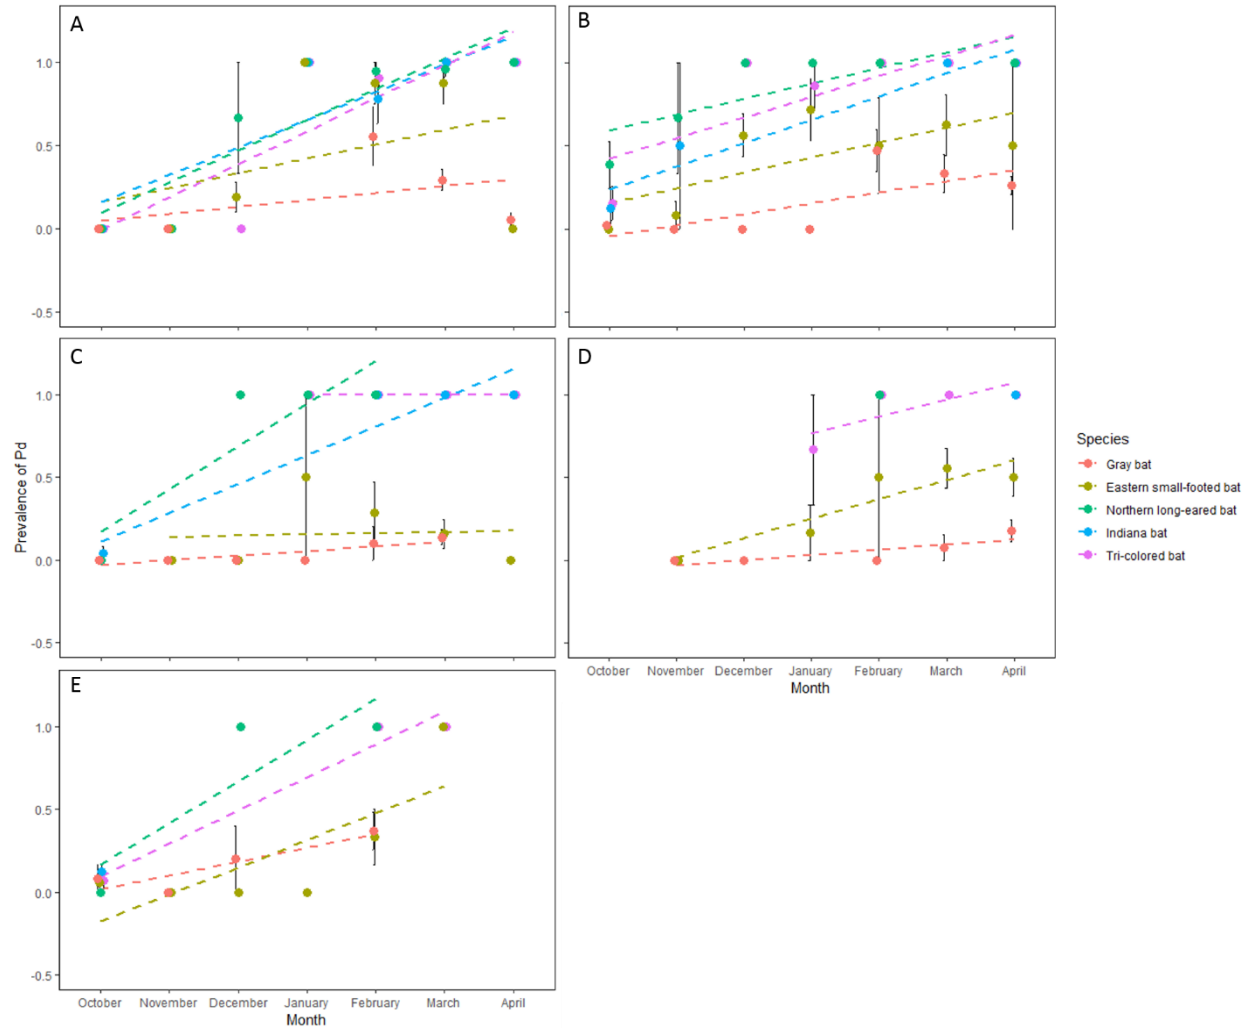 A
B
1.0
0.5
0.0
-0.5
C
D
1.0
0.5
0.0
-0.5
Prevalence of Pd
Species
Gray bat
Eastern small-footed bat
Northern long-eared bat
Indiana bat
Tri-colored bat
October November December January February March April
Month
E
1.0
0.5
0.0
-0.5
October November December January February March April
Month